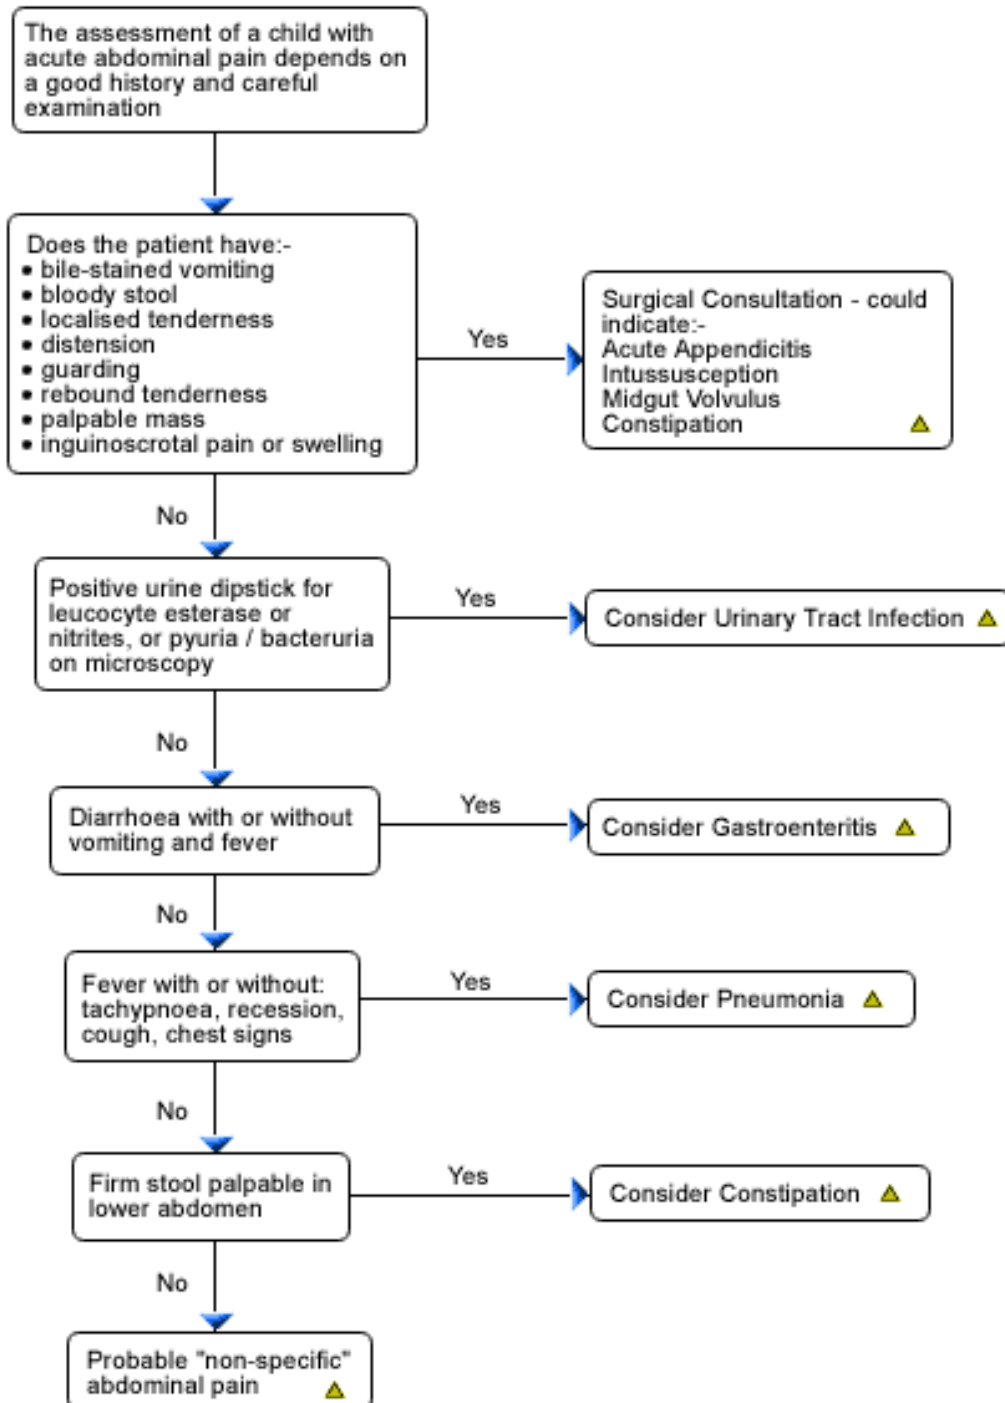 The assessment of a child with
acute abdominal pain depends on
a good history and careful
examination
Does the patient have:-
• bile-stained vomiting
• bloody stool
• localised tenderness
• distension
• guarding
• rebound tenderness
• palpable mass
• inguinoscrotal pain or swelling
Yes
Surgical Consultation - could
indicate:-
Acute Appendicitis
Intussusception
Midgut Volvulus
Constipation
No
Positive urine dipstick for
leucocyte esterase or
nitrites, or pyuria / bacteruria
on microscopy
Yes
Consider Urinary Tract Infection
No
Diarrhoea with or without
vomiting and fever
Yes
Consider Gastroenteritis
No
Fever with or without:
tachypnoea, recession,
cough, chest signs
Yes
Consider Pneumonia
No
Firm stool palpable in
lower abdomen
Yes
Consider Constipation
No
Probable "non-specific"
abdominal pain